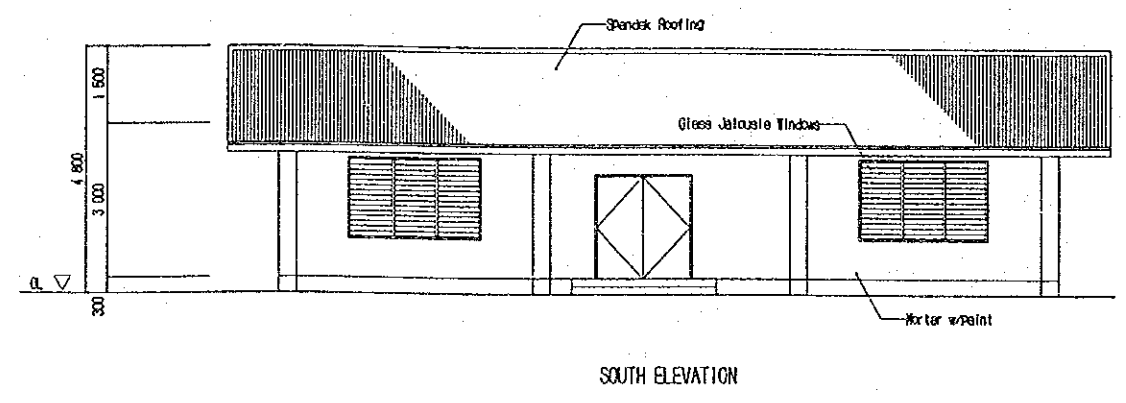 Spandek Roofing
1 500
Glass Jalousie Windows
4 800
3 000
GL
300
Mortar w/Paint
SOUTH ELEVATION